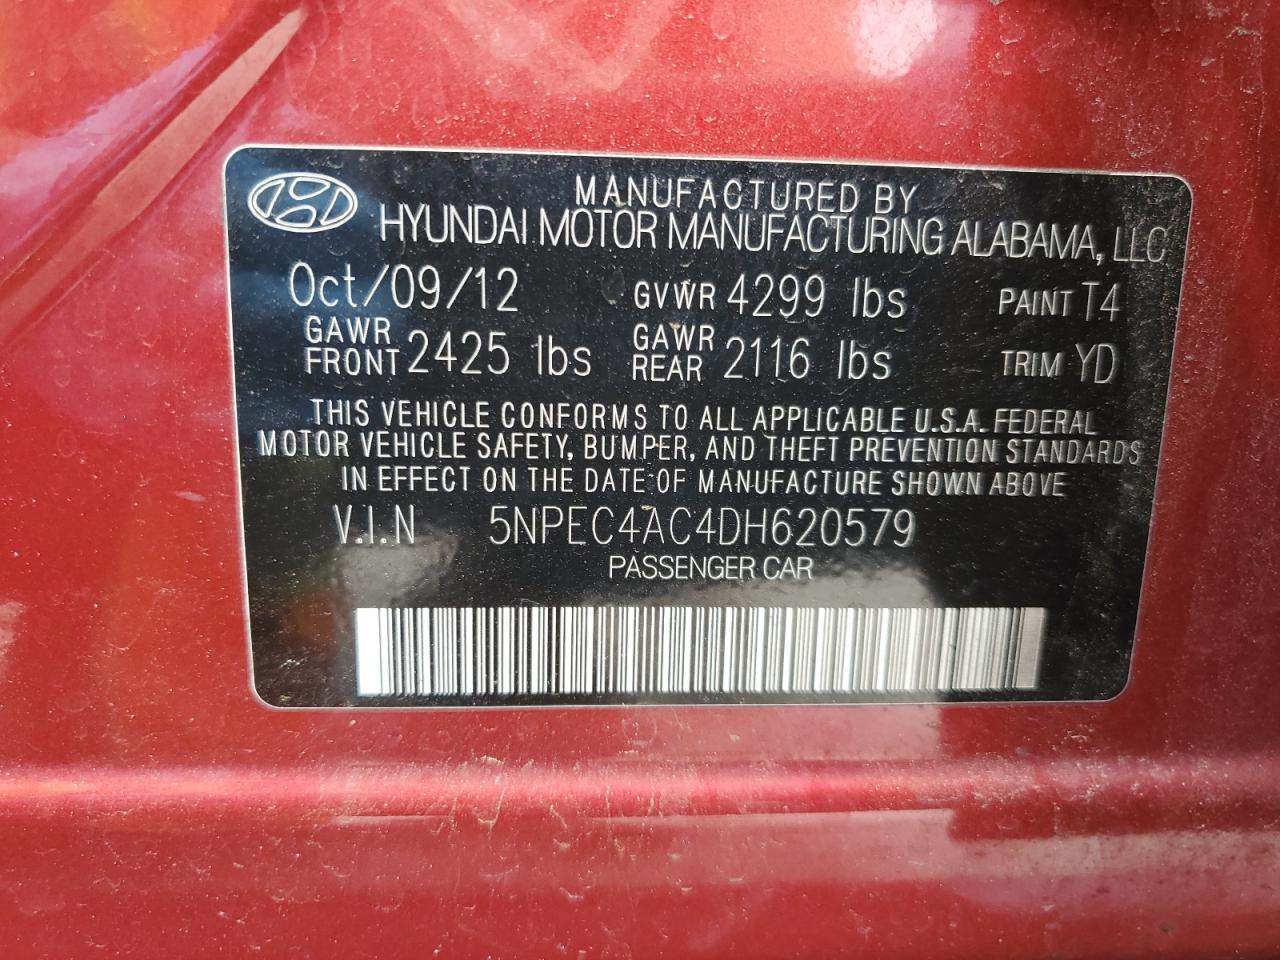 MANUFACTURED BY
HYUNDAI MOTOR MANUFACTURING ALABAMA, LLC
Oct/09/12 GVWR 4299 lbs PAINT T4
GAWR FRONT 2425 lbs GAWR REAR 2116 lbs TRIM YD
THIS VEHICLE CONFORMS TO ALL APPLICABLE U.S.A. FEDERAL
MOTOR VEHICLE SAFETY, BUMPER, AND THEFT PREVENTION STANDARDS
IN EFFECT ON THE DATE OF MANUFACTURE SHOWN ABOVE
V.I.N 5NPEC4AC4DH620579
PASSENGER CAR